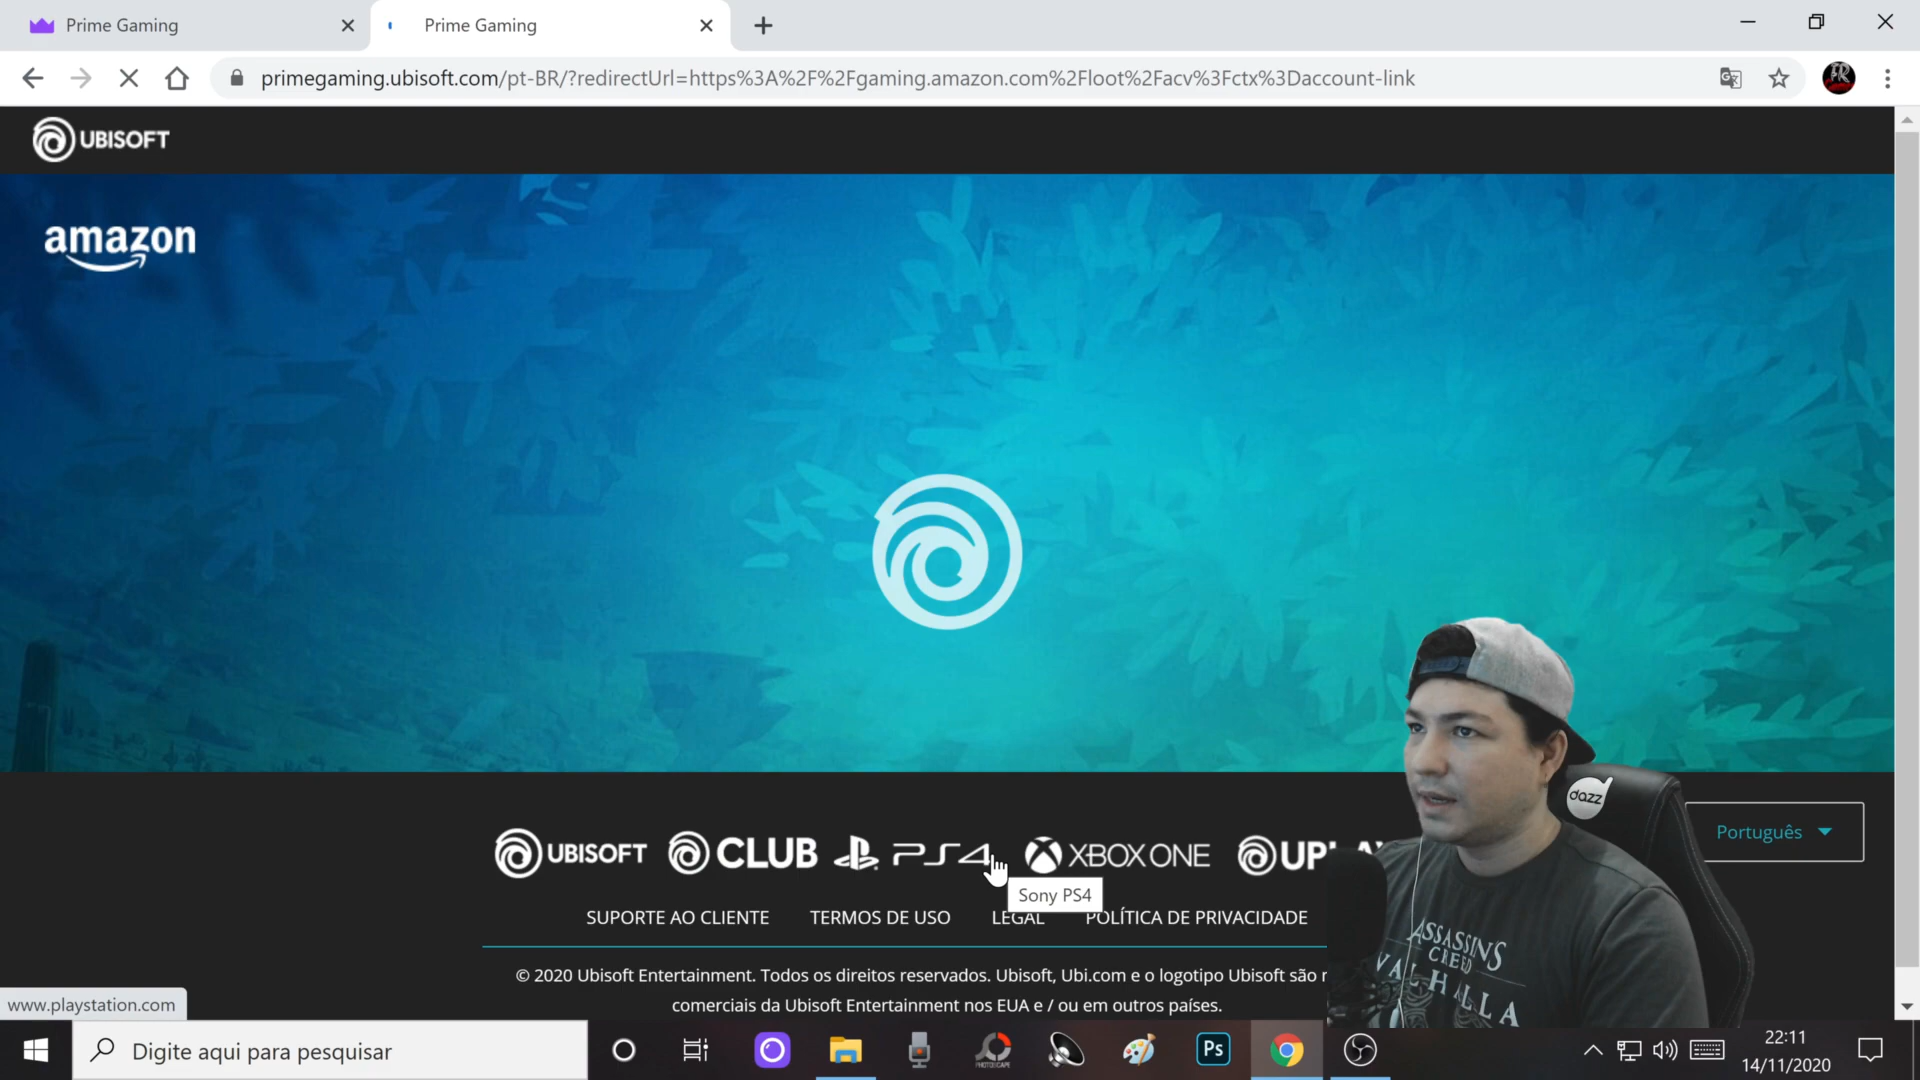 Prime Gaming
Prime Gaming
primegaming.ubisoft.com/pt-BR/?redirectUrl=https%3A%2F%2Fgaming.amazon.com%2Floot%2Facv%3Fctx%3Daccount-link
UBISOFT
amazon
dazz
Português
UBISOFT CLUB PS4 XBOX ONE UPLAY
Sony PS4
SUPORTE AO CLIENTE TERMOS DE USO LEGAL POLÍTICA DE PRIVACIDADE
ASSASSINS
CREED
VALHALLA
© 2020 Ubisoft Entertainment. Todos os direitos reservados. Ubisoft, Ubi.com e o logotipo Ubisoft são
comerciais da Ubisoft Entertainment nos EUA e / ou em outros países.
www.playstation.com
Digite aqui para pesquisar
PHOTOSCAPE
Ps
22:11
14/11/2020